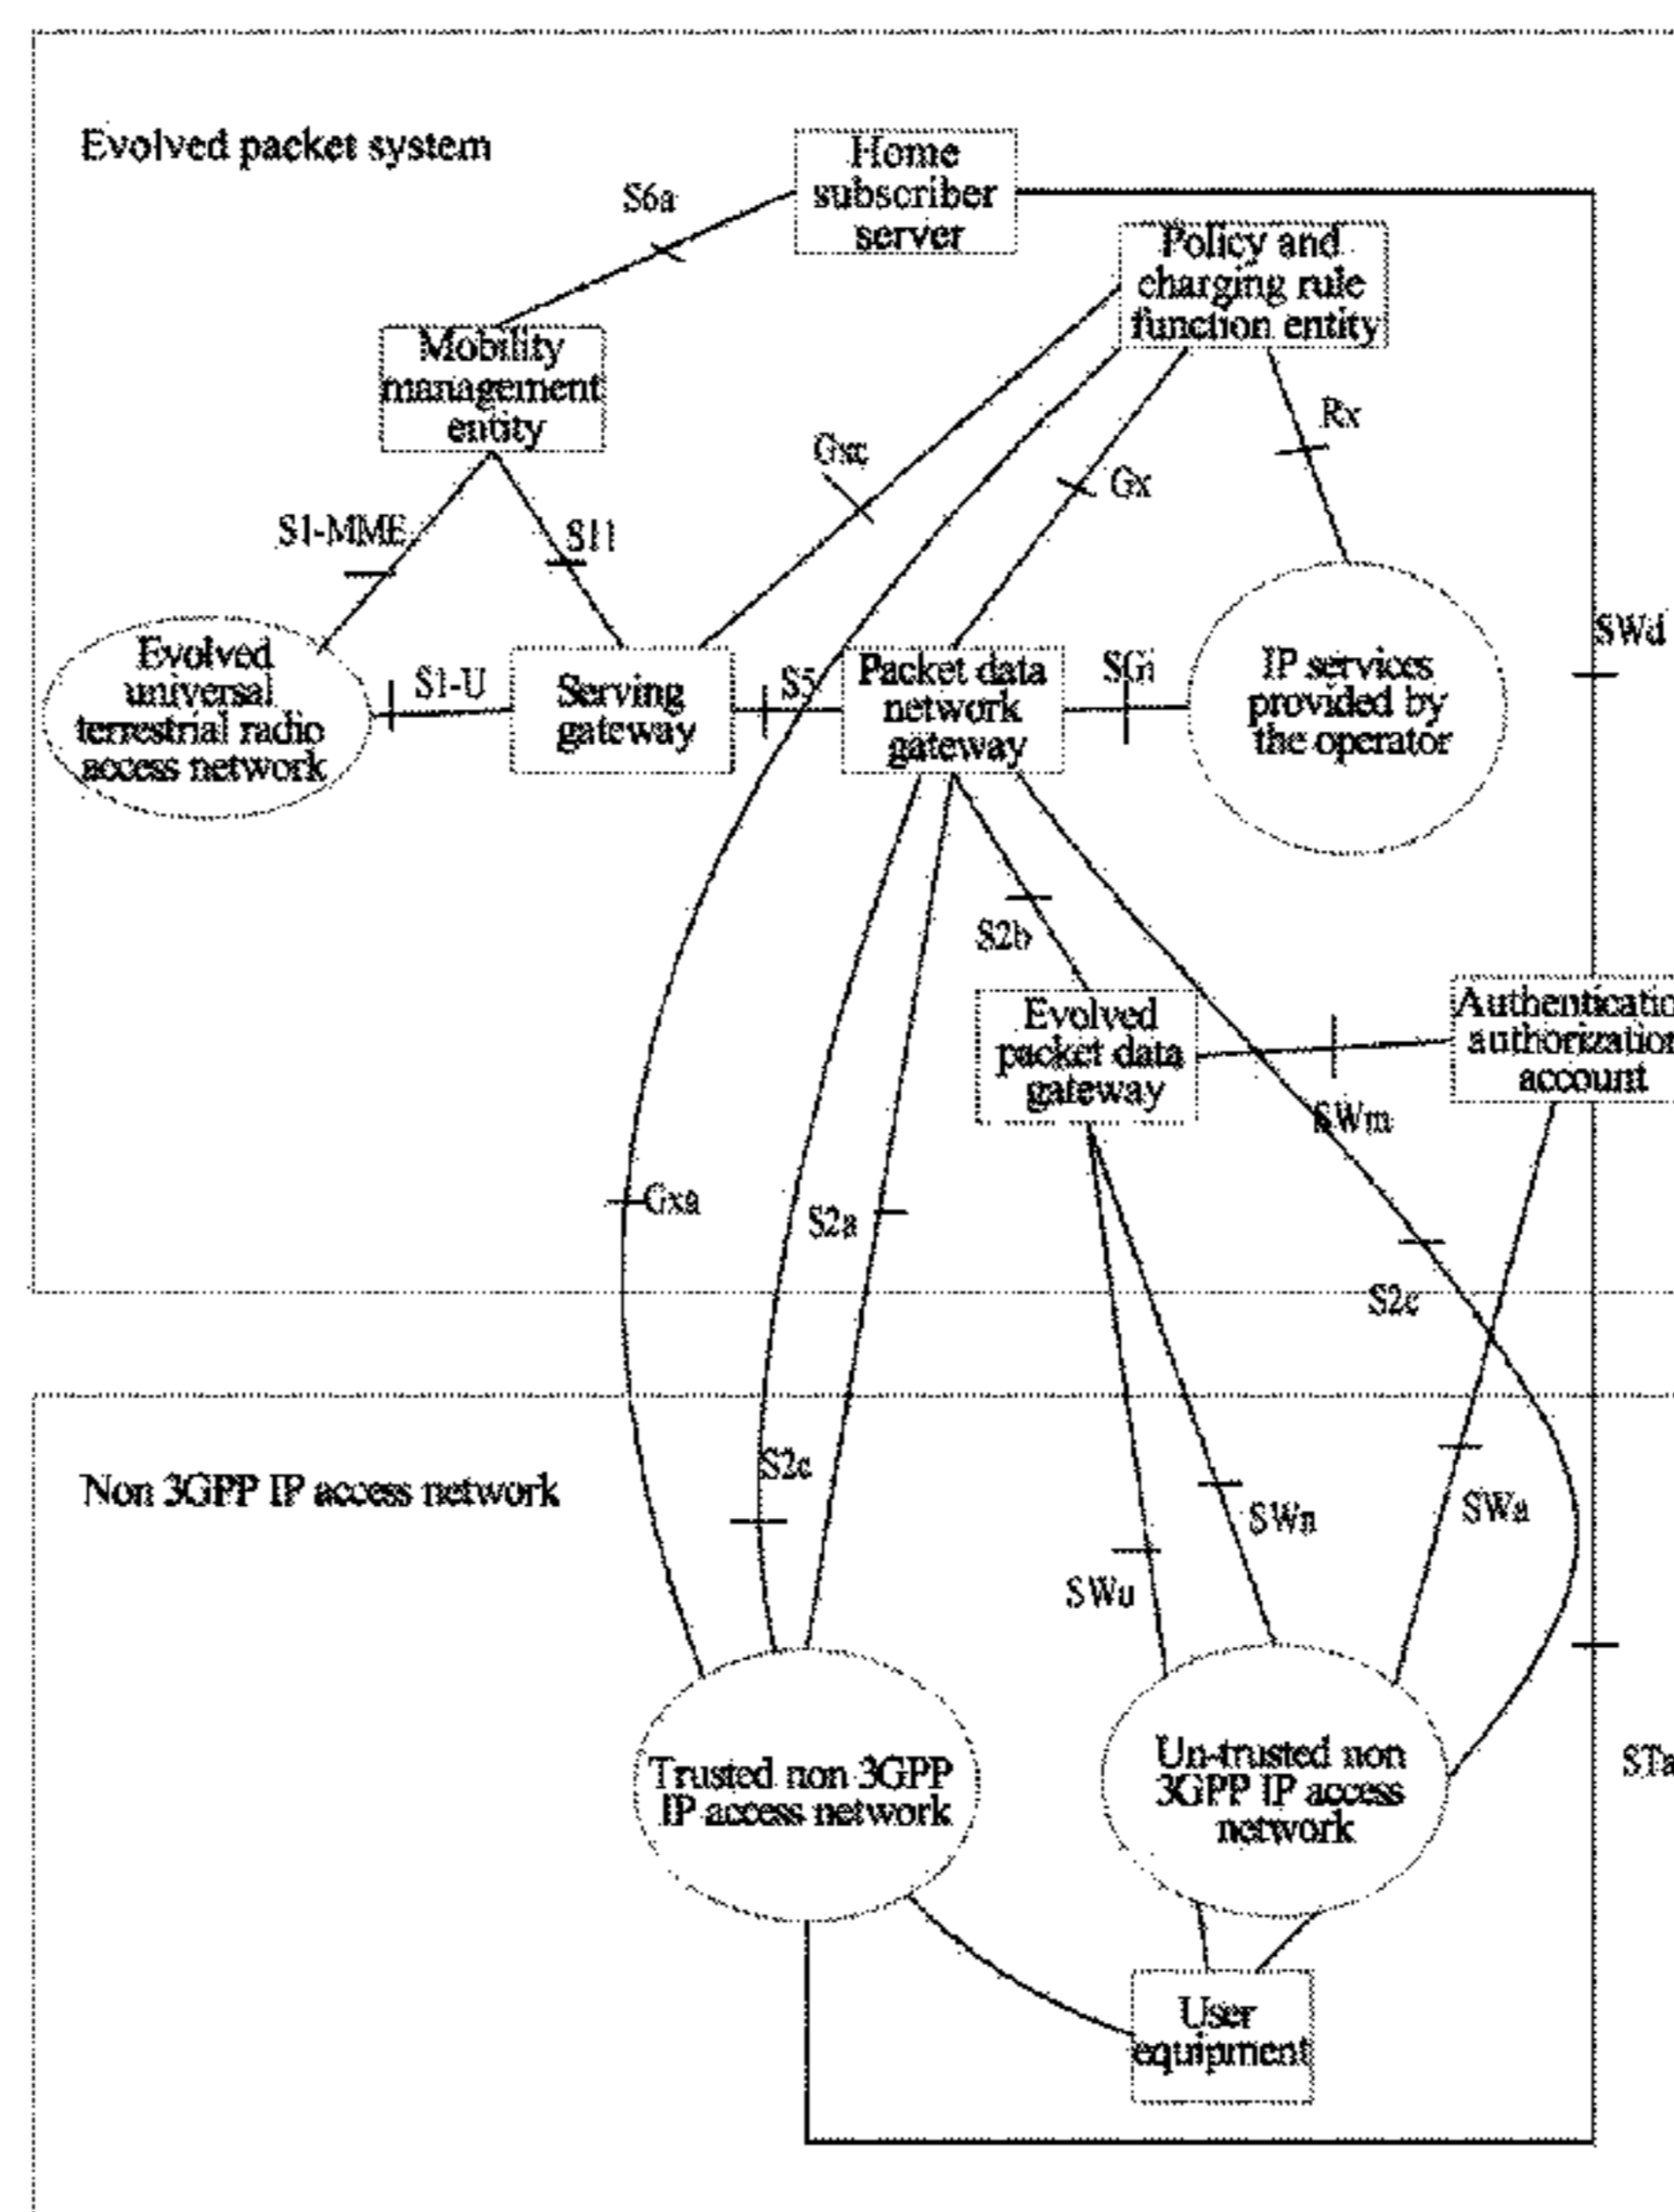 Evolved packet system
Home
subscriber
server
S6a
Policy and
charging rule
function entity
Mobility
management
entity
Rx
Gxc
Gx
S1-MME
S11
SWd
Evolved
universal
terrestrial radio
access network
S1-U
Serving
gateway
S5
Packet data
network
gateway
SGi
IP services
provided by
the operator
S2b
Evolved
packet data
gateway
Authenticatio
authorization
account
SWm
Gxa
S2a
S2c
S2c
Non 3GPP IP access network
SWn
SWa
SWu
Trusted non 3GPP
IP access network
Un-trusted non
3GPP IP access
network
STa
User
equipment